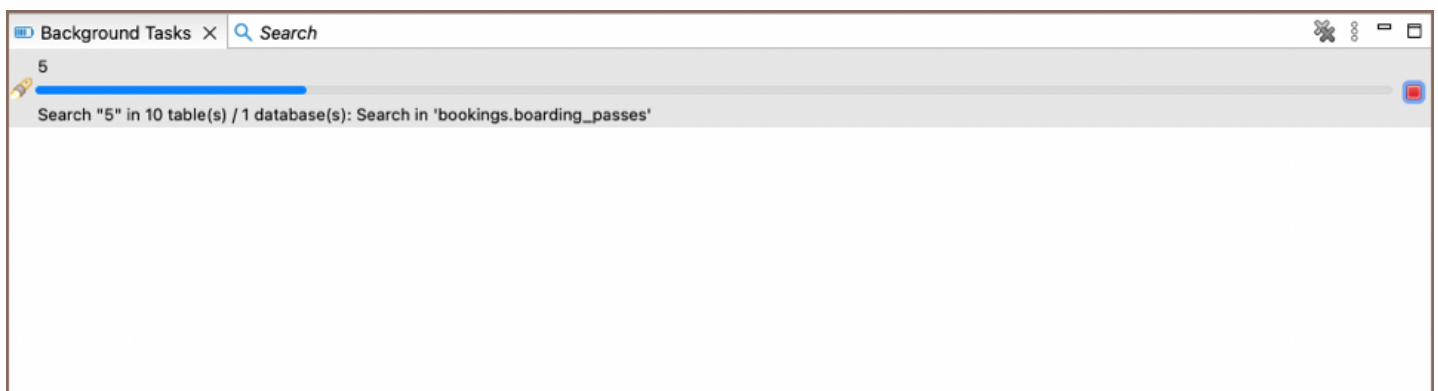 Background Tasks Search
5
Search "5" in 10 table(s) / 1 database(s): Search in 'bookings.boarding_passes'